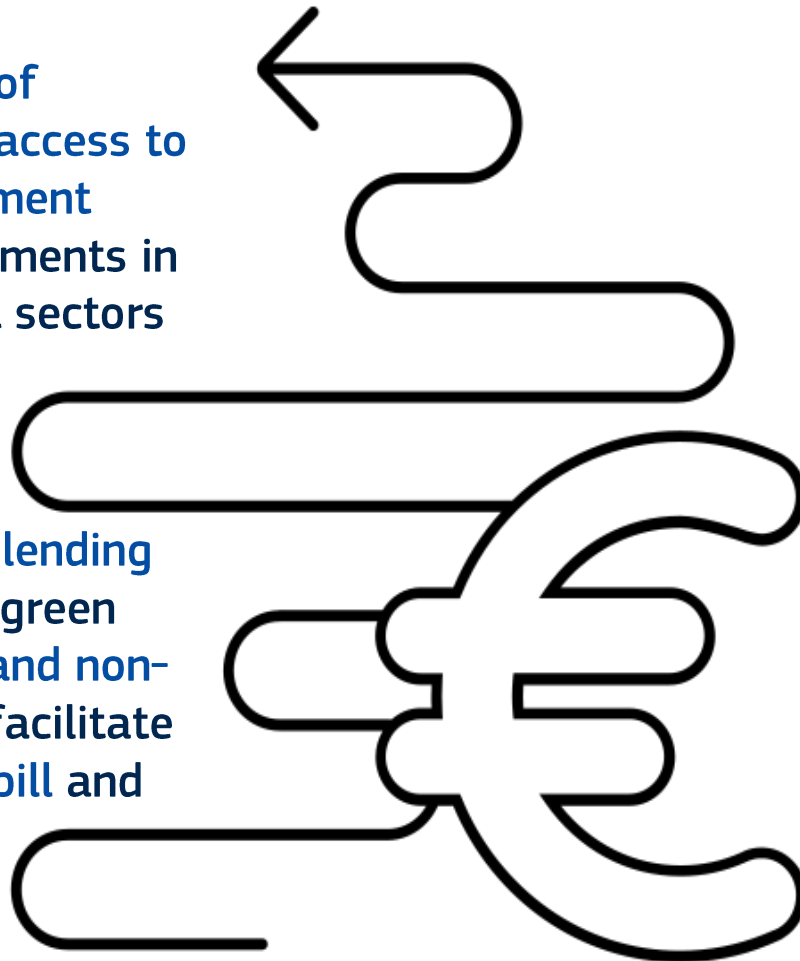 of
access to
ment
ments in
sectors
lending
green
and non-
facilitate
bill and
€